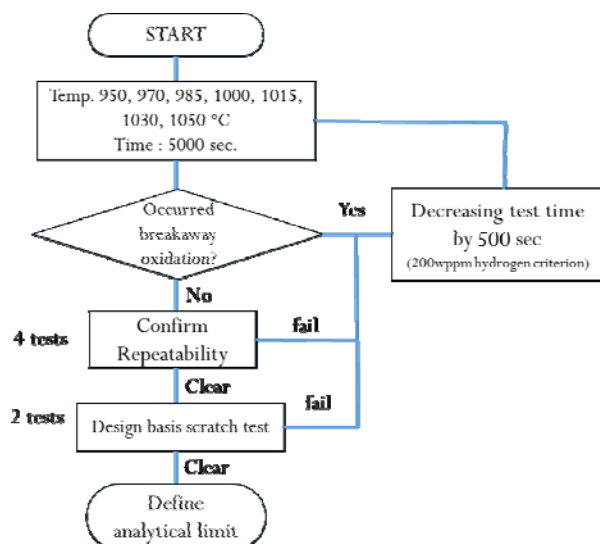 START
Temp. 950, 970, 985, 1000, 1015,
1030, 1050 °C
Time : 5000 sec.
Occurred
breakaway
oxidation?
Yes
Decreasing test time
by 500 sec
(200wppm hydrogen criterion)
No
4 tests
Confirm
Repeatability
fail
Clear
2 tests
Design basis scratch test
fail
Clear
Define
analytical limit